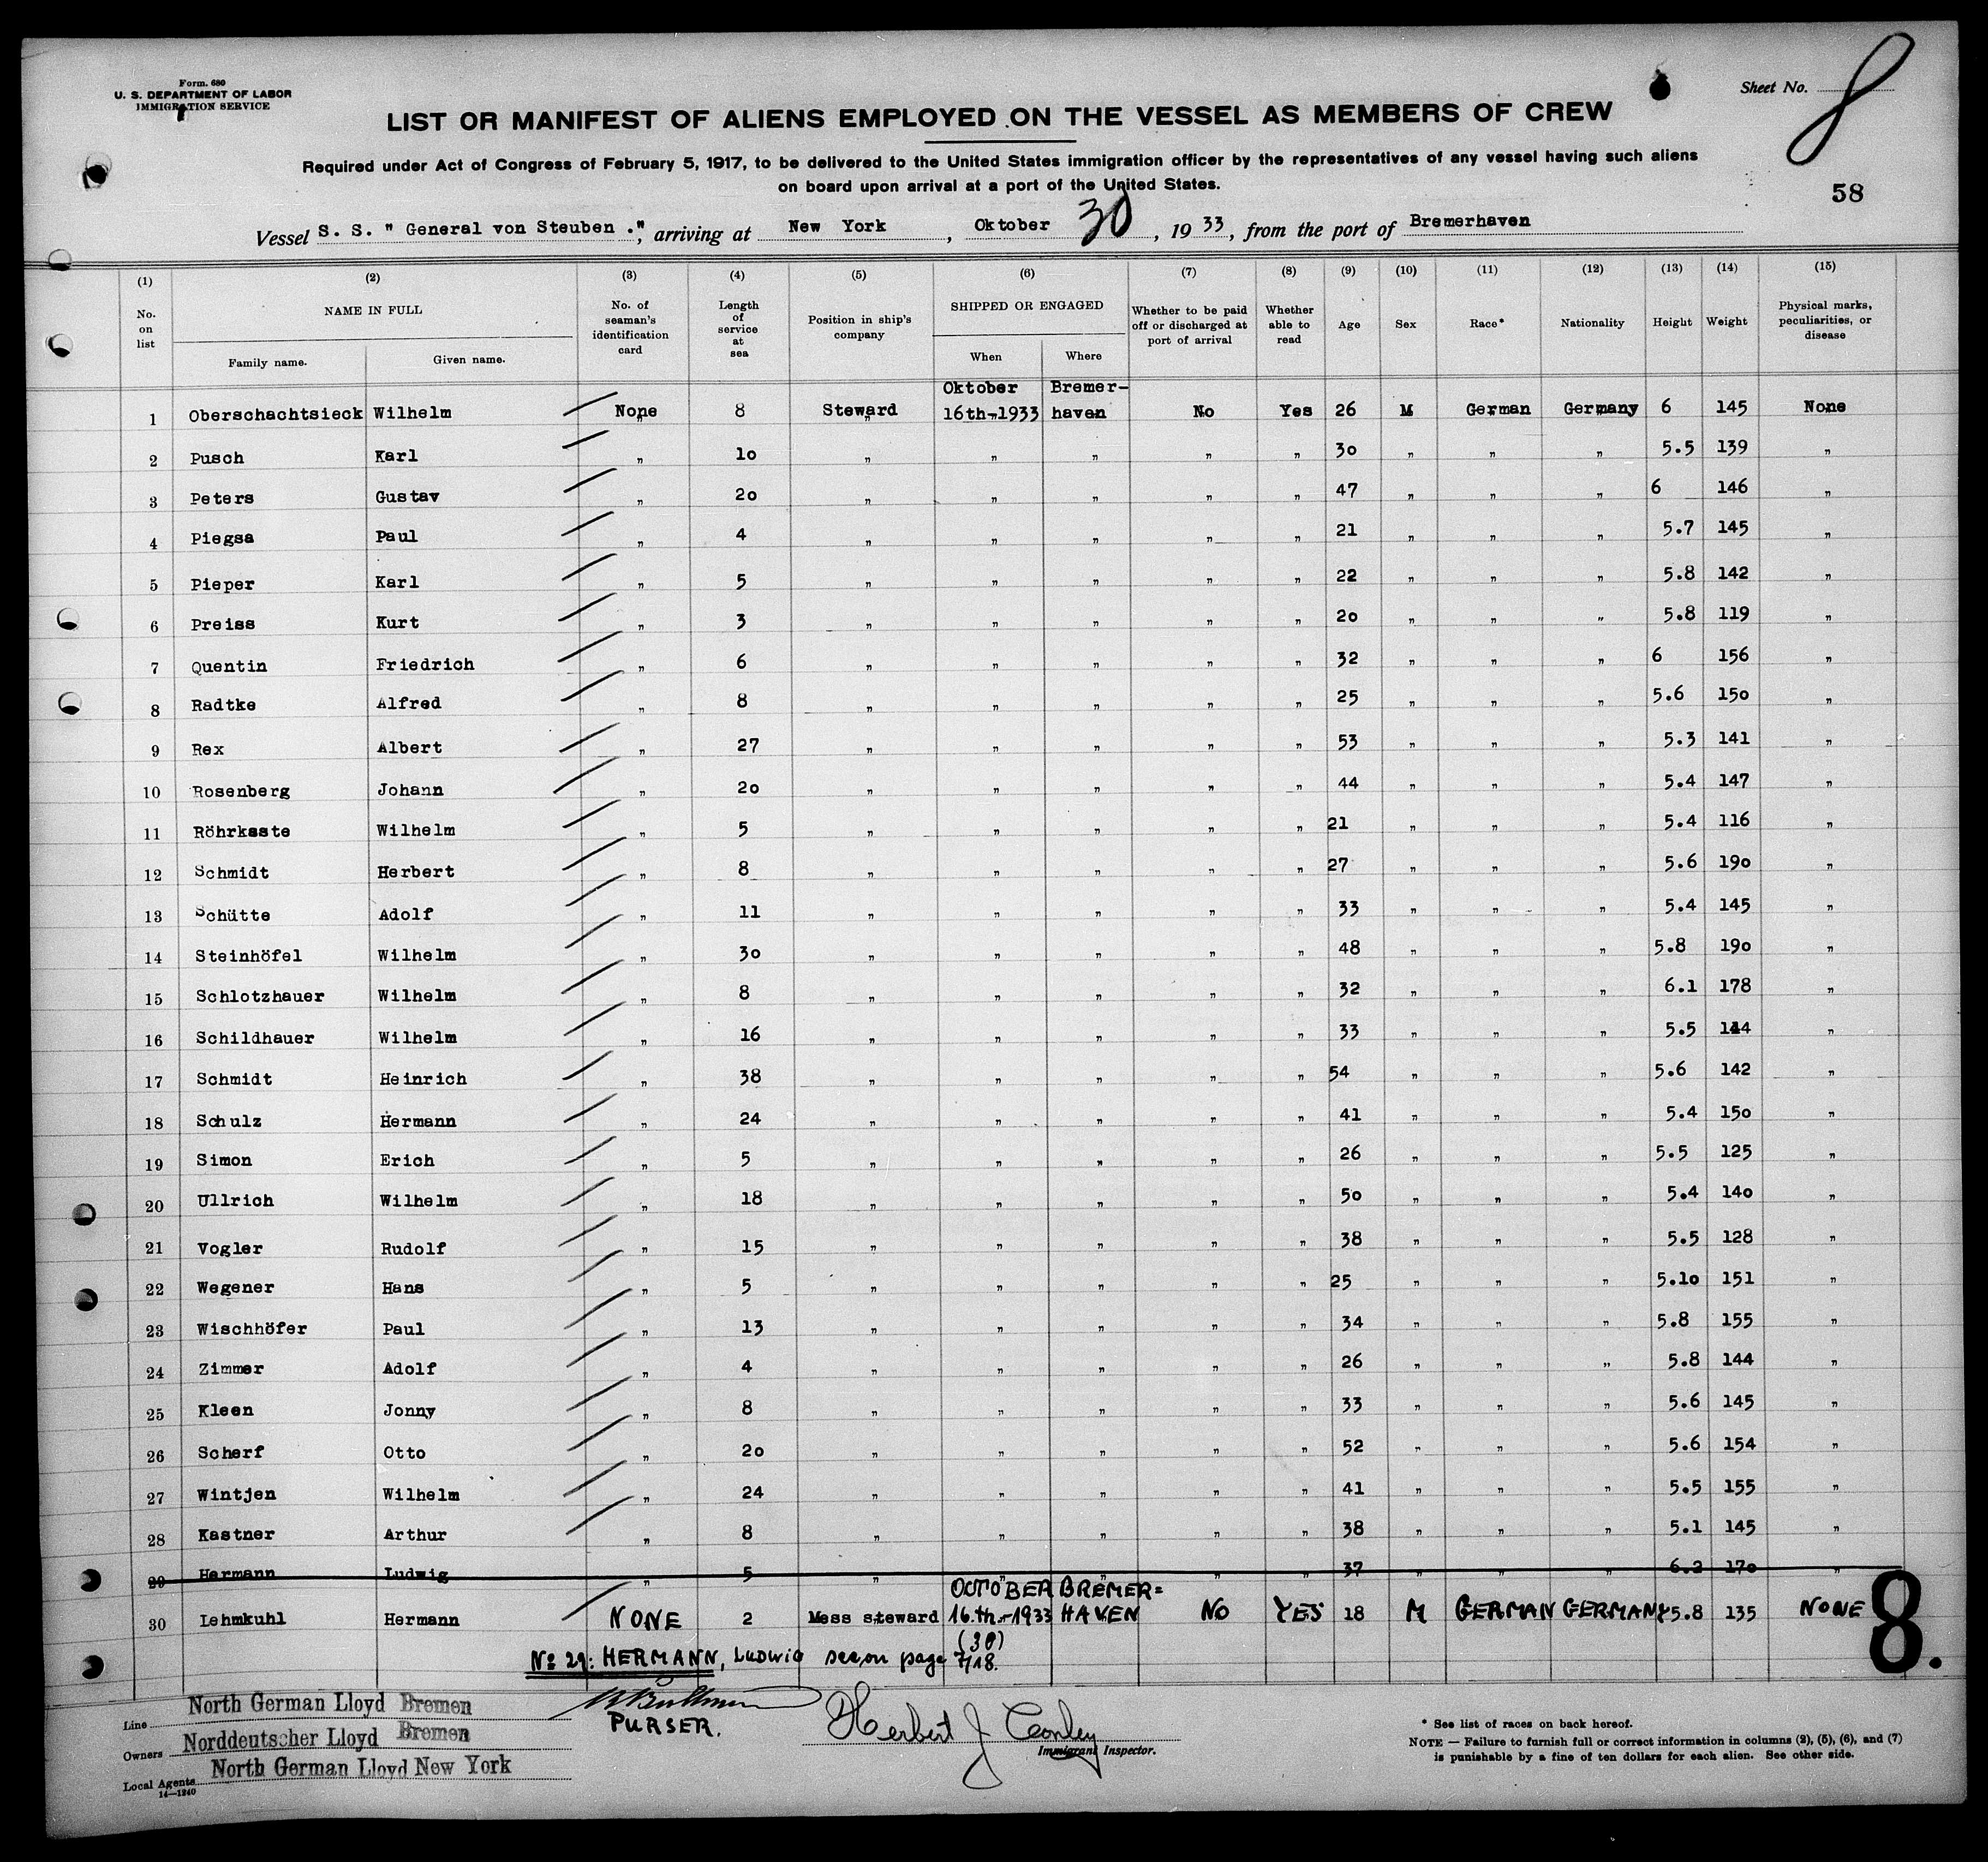 Form. 680
U. S. DEPARTMENT OF LABOR
IMMIGRATION SERVICE
Sheet No. 8
LIST OR MANIFEST OF ALIENS EMPLOYED ON THE VESSEL AS MEMBERS OF CREW
Required under Act of Congress of February 5, 1917, to be delivered to the United States immigration officer by the representatives of any vessel having such aliens
on board upon arrival at a port of the United States.
58
Vessel S. S. " General von Steuben .", arriving at New York , Oktober 30 , 19 33 , from the port of Bremerhaven
(1) (2) (3) (4) (5) (6) (7) (8) (9) (10) (11) (12) (13) (14) (15)
No. on list NAME IN FULL Family name. Given name. No. of seaman's identification card Length of service at sea Position in ship's company SHIPPED OR ENGAGED When Where Whether to be paid off or discharged at port of arrival Whether able to read Age Sex Race* Nationality Height Weight Physical marks, peculiarities, or disease
Oktober Bremer-
1 Oberschachtsieck Wilhelm None 8 Steward 16th-1933 haven No Yes 26 M German Germany 6 145 None
2 Pusch Karl " 10 " " " " " 30 " " " 5.5 139 "
3 Peters Gustav " 20 " " " " " 47 " " " 6 146 "
4 Piegsa Paul " 4 " " " " " 21 " " " 5.7 145 "
5 Pieper Karl " 5 " " " " " 22 " " " 5.8 142 "
6 Preiss Kurt " 3 " " " " " 20 " " " 5.8 119 "
7 Quentin Friedrich " 6 " " " " " 32 " " " 6 156 "
8 Radtke Alfred " 8 " " " " " 25 " " " 5.6 150 "
9 Rex Albert " 27 " " " " " 53 " " " 5.3 141 "
10 Rosenberg Johann " 20 " " " " " 44 " " " 5.4 147 "
11 Röhrkaste Wilhelm " 5 " " " " " 21 " " " 5.4 116 "
12 Schmidt Herbert " 8 " " " " " 27 " " " 5.6 190 "
13 Schütte Adolf " 11 " " " " " 33 " " " 5.4 145 "
14 Steinhöfel Wilhelm " 30 " " " " " 48 " " " 5.8 190 "
15 Schlotzhauer Wilhelm " 8 " " " " " 32 " " " 6.1 178 "
16 Schildhauer Wilhelm " 16 " " " " " 33 " " " 5.5 144 "
17 Schmidt Heinrich " 38 " " " " " 54 " " " 5.6 142 "
18 Schulz Hermann " 24 " " " " " 41 " " " 5.4 150 "
19 Simon Erich " 5 " " " " " 26 " " " 5.5 125 "
20 Ullrich Wilhelm " 18 " " " " " 50 " " " 5.4 140 "
21 Vogler Rudolf " 15 " " " " " 38 " " " 5.5 128 "
22 Wegener Hans " 5 " " " " " 25 " " " 5.10 151 "
23 Wischhöfer Paul " 13 " " " " " 34 " " " 5.8 155 "
24 Zimmer Adolf " 4 " " " " " 26 " " " 5.8 144 "
25 Kleen Jonny " 8 " " " " " 33 " " " 5.6 145 "
26 Scherf Otto " 20 " " " " " 52 " " " 5.6 154 "
27 Wintjen Wilhelm " 24 " " " " " 41 " " " 5.5 155 "
28 Kastner Arthur " 8 " " " " " 38 " " " 5.1 145 "
29 Hermann Ludwig " 5 " " " " " 37 " " " 6.2 170 "
OCTOBER BREMER=
30 Lehmkuhl Hermann NONE 2 Mess steward 16.th.-1933 HAVEN No YES 18 M GERMAN GERMANY 5.8 135 NONE
8.
(30)
No 29: HERMANN, Ludwig see on page 718.
Line North German Lloyd Bremen
PURSER.
Owners Norddeutscher Lloyd Bremen
Local Agents North German Lloyd New York
14—1240
Herbert J Conley
Immigrant Inspector.
* See list of races on back hereof.
NOTE — Failure to furnish full or correct information in columns (2), (5), (6), and (7)
is punishable by a fine of ten dollars for each alien. See other side.